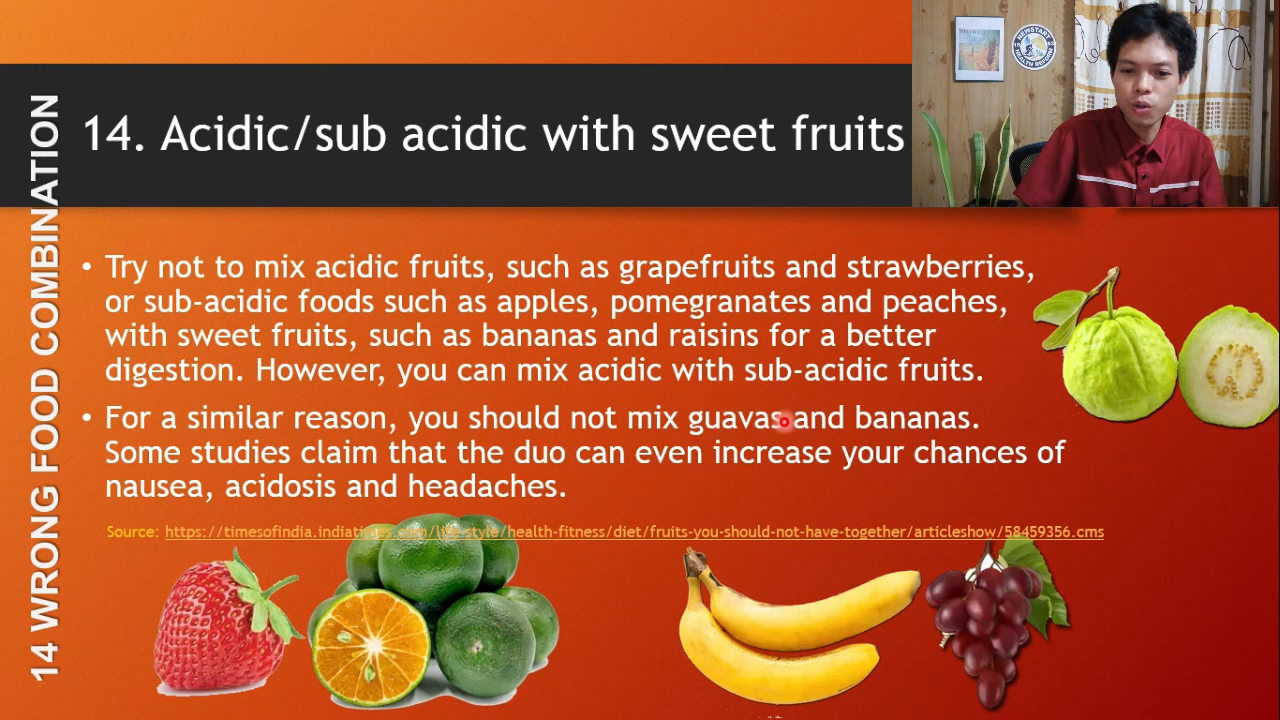 14 WRONG FOOD COMBINATION
14. Acidic/sub acidic with sweet fruits
• Try not to mix acidic fruits, such as grapefruits and strawberries,
or sub-acidic foods such as apples, pomegranates and peaches,
with sweet fruits, such as bananas and raisins for a better
digestion. However, you can mix acidic with sub-acidic fruits.
• For a similar reason, you should not mix guavas and bananas.
Some studies claim that the duo can even increase your chances of
nausea, acidosis and headaches.
Source: https://timesofindia.indiatimes.com/life-style/health-fitness/diet/fruits-you-should-not-have-together/articleshow/58459356.cms
NEWSTART
HEALTH REFORM